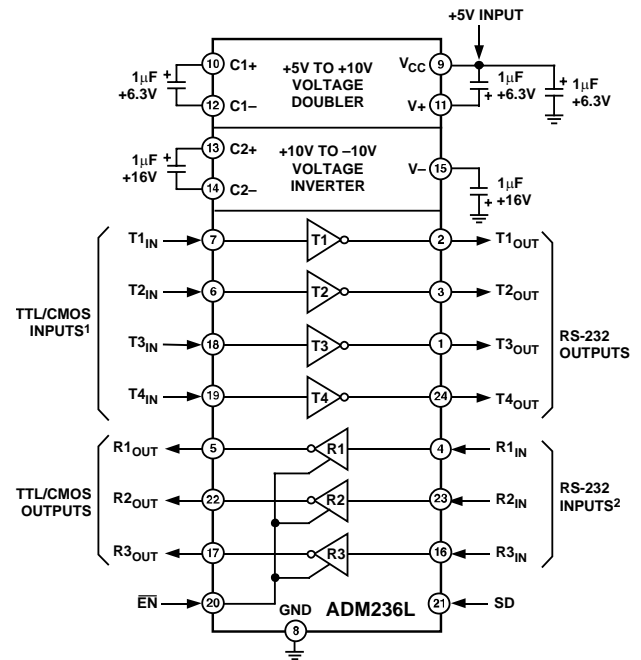 +5V INPUT
10 C1+ +5V TO +10V VOLTAGE DOUBLER VCC 9
1μF +6.3V +
12 C1– V+ 11
+ 1μF +6.3V
+ 1μF +6.3V
13 C2+ +10V TO –10V VOLTAGE INVERTER
1μF +16V +
14 C2– V– 15
1μF + +16V
T1IN 7 T1 2 T1OUT
T2IN 6 T2 3 T2OUT
TTL/CMOS INPUTS1
RS-232 OUTPUTS
T3IN 18 T3 1 T3OUT
T4IN 19 T4 24 T4OUT
R1OUT 5 R1 4 R1IN
TTL/CMOS OUTPUTS
R2OUT 22 R2 23 R2IN
RS-232 INPUTS2
R3OUT 17 R3 16 R3IN
EN 20 GND ADM236L 21 SD
8